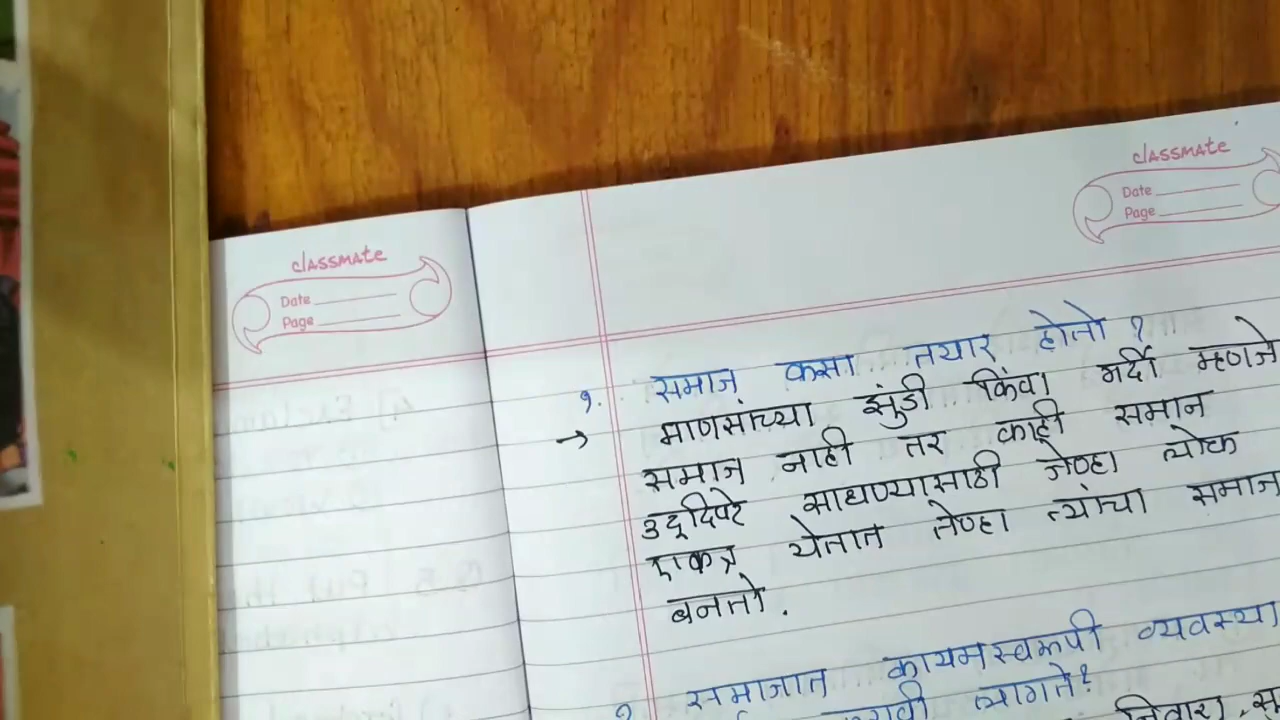 classmate
Date
Page
classmate
Date
Page
१. समाज कसा तयार होतो ?
→ माणसांच्या झुंडी किंवा गर्दी म्हणजे
समाज नाही तर काही समान
उद्दिष्टे साधण्यासाठी जेव्हा लोक
एकत्र येतात तेव्हा त्यांचा समाज
बनतो .
२ समाजात कायमस्वरूपी व्यवस्था
लागते?
निवारा